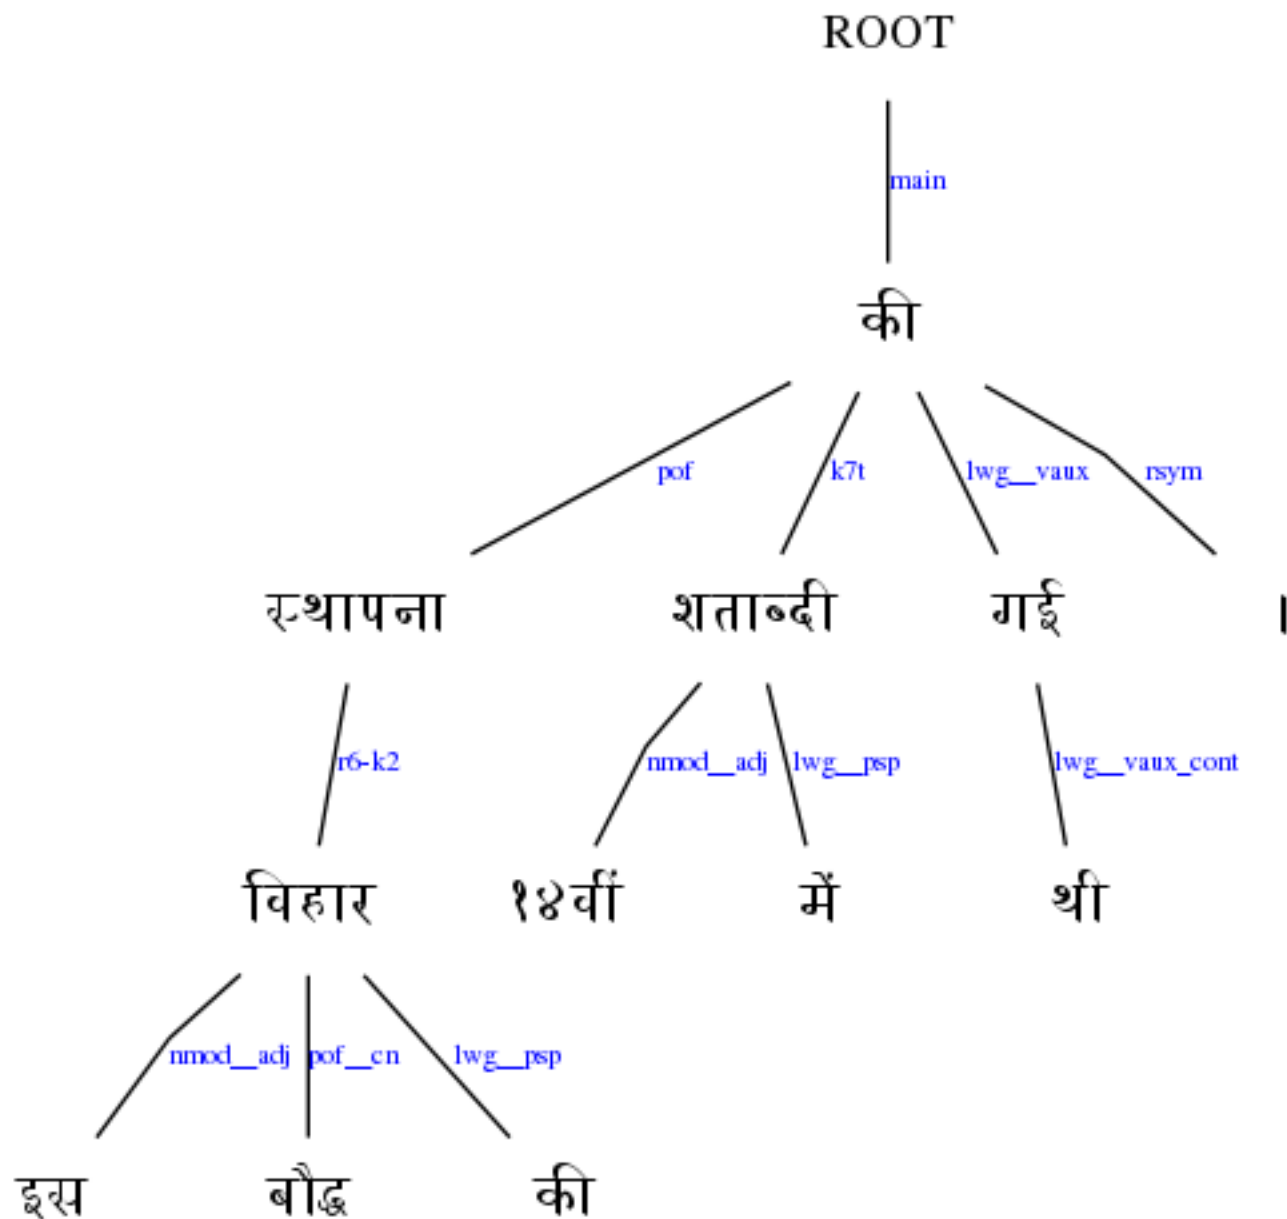 ROOT
main
की
pof k7t lwg__vaux rsym
स्थापना शताब्दी गई ।
r6-k2 nmod__adj lwg__psp lwg__vaux_cont
विहार १४वीं में थी
nmod__adj pof__cn lwg__psp
इस बौद्ध की